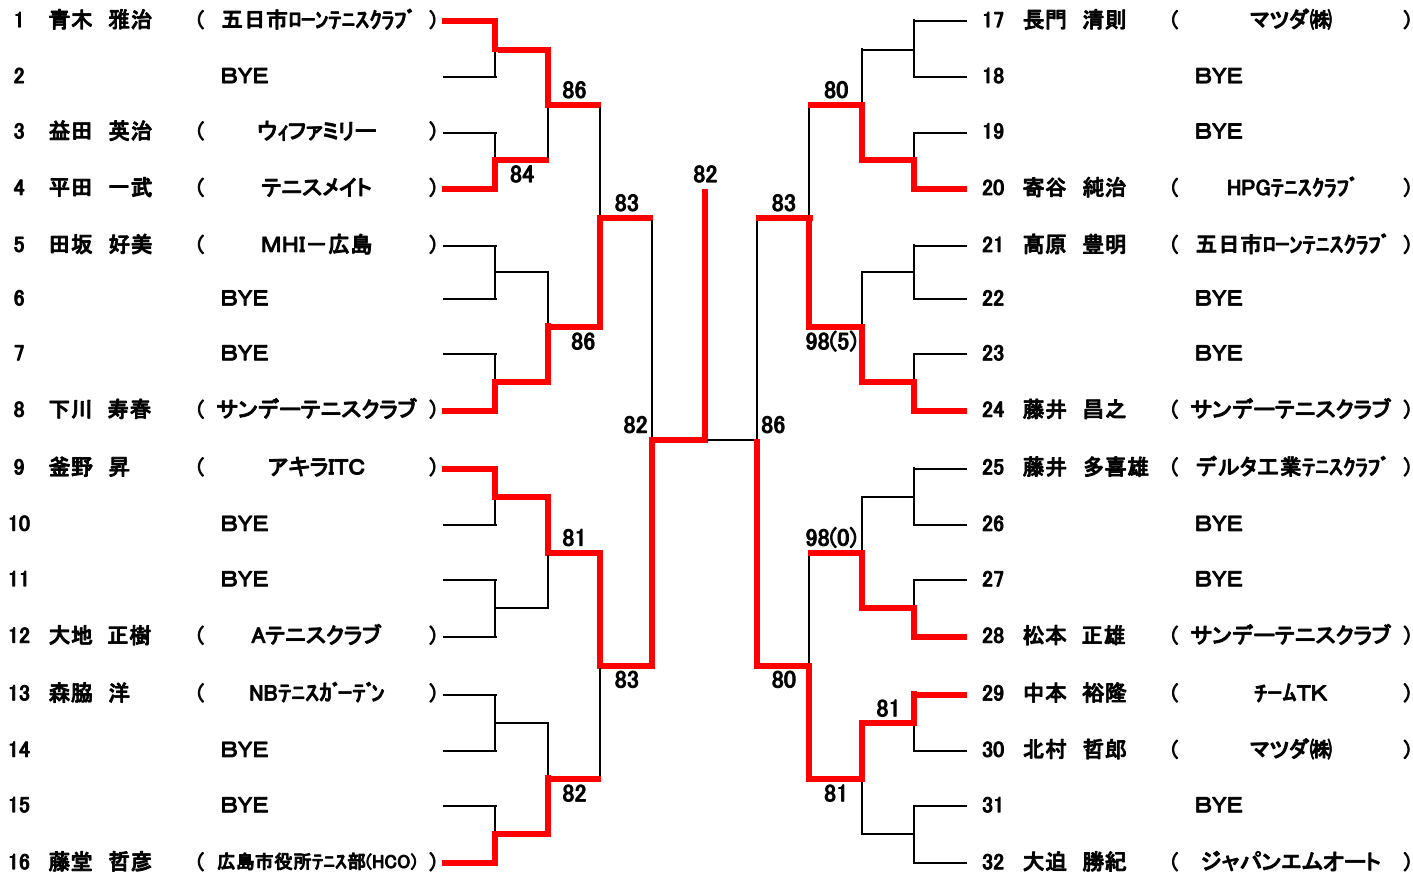 1 青木 雅治 ( 五日市ローンテニスクラブ )
2 BYE
86
3 益田 英治 ( ウィファミリー )
84
4 平田 一武 ( テニスメイト )
83
5 田坂 好美 ( MHI－広島 )
6 BYE
86
7 BYE
8 下川 寿春 ( サンデーテニスクラブ )
82
9 釜野 昇 ( アキラITC )
10 BYE
81
11 BYE
12 大地 正樹 ( Aテニスクラブ )
83
13 森脇 洋 ( NBテニスガーデン )
14 BYE
82
15 BYE
16 藤堂 哲彦 ( 広島市役所テニス部(HCO) )
82
17 長門 清則 ( マツダ㈱ )
18 BYE
80
19 BYE
20 寄谷 純治 ( HPGテニスクラブ )
83
21 高原 豊明 ( 五日市ローンテニスクラブ )
22 BYE
98(5)
23 BYE
24 藤井 昌之 ( サンデーテニスクラブ )
86
25 藤井 多喜雄 ( デルタ工業テニスクラブ )
26 BYE
98(0)
27 BYE
28 松本 正雄 ( サンデーテニスクラブ )
80
29 中本 裕隆 ( チームTK )
81
30 北村 哲郎 ( マツダ㈱ )
81
31 BYE
32 大迫 勝紀 ( ジャパンエムオート )